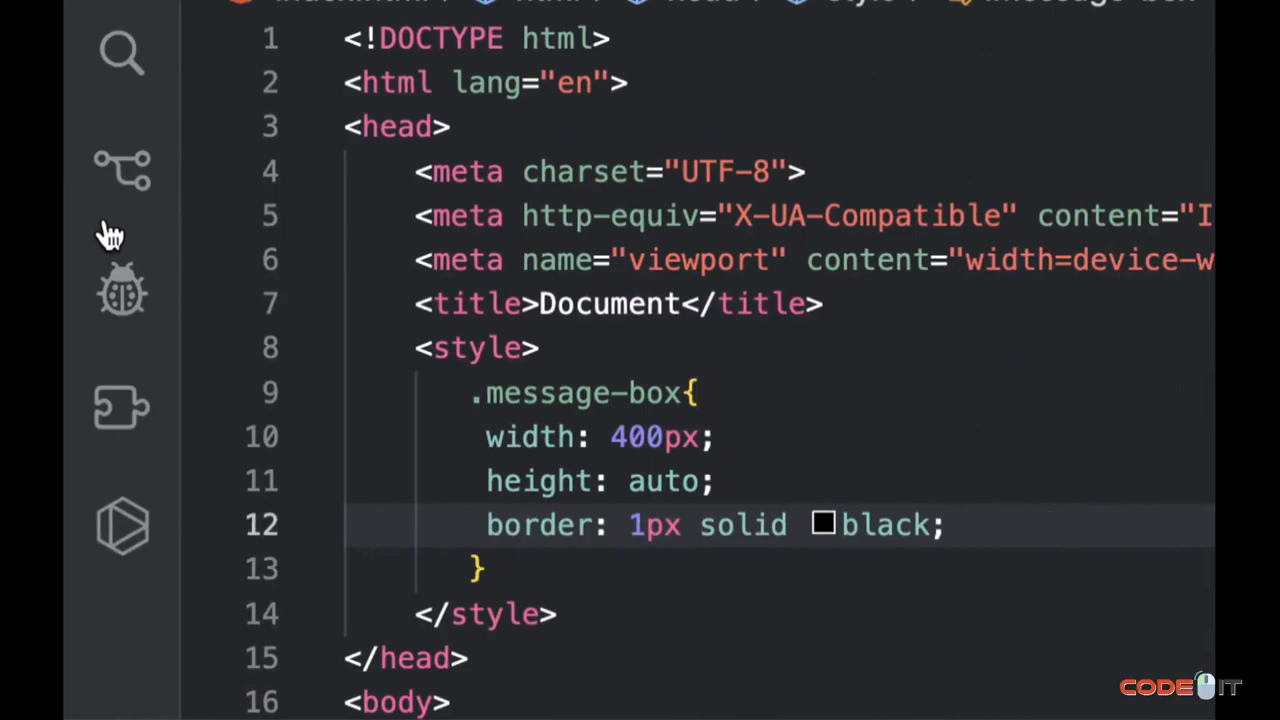 1 <!DOCTYPE html>
2 <html lang="en">
3 <head>
4 <meta charset="UTF-8">
5 <meta http-equiv="X-UA-Compatible" content="I
6 <meta name="viewport" content="width=device-w
7 <title>Document</title>
8 <style>
9 .message-box{
10 width: 400px;
11 height: auto;
12 border: 1px solid black;
13 }
14 </style>
15 </head>
16 <body>
CODE IT